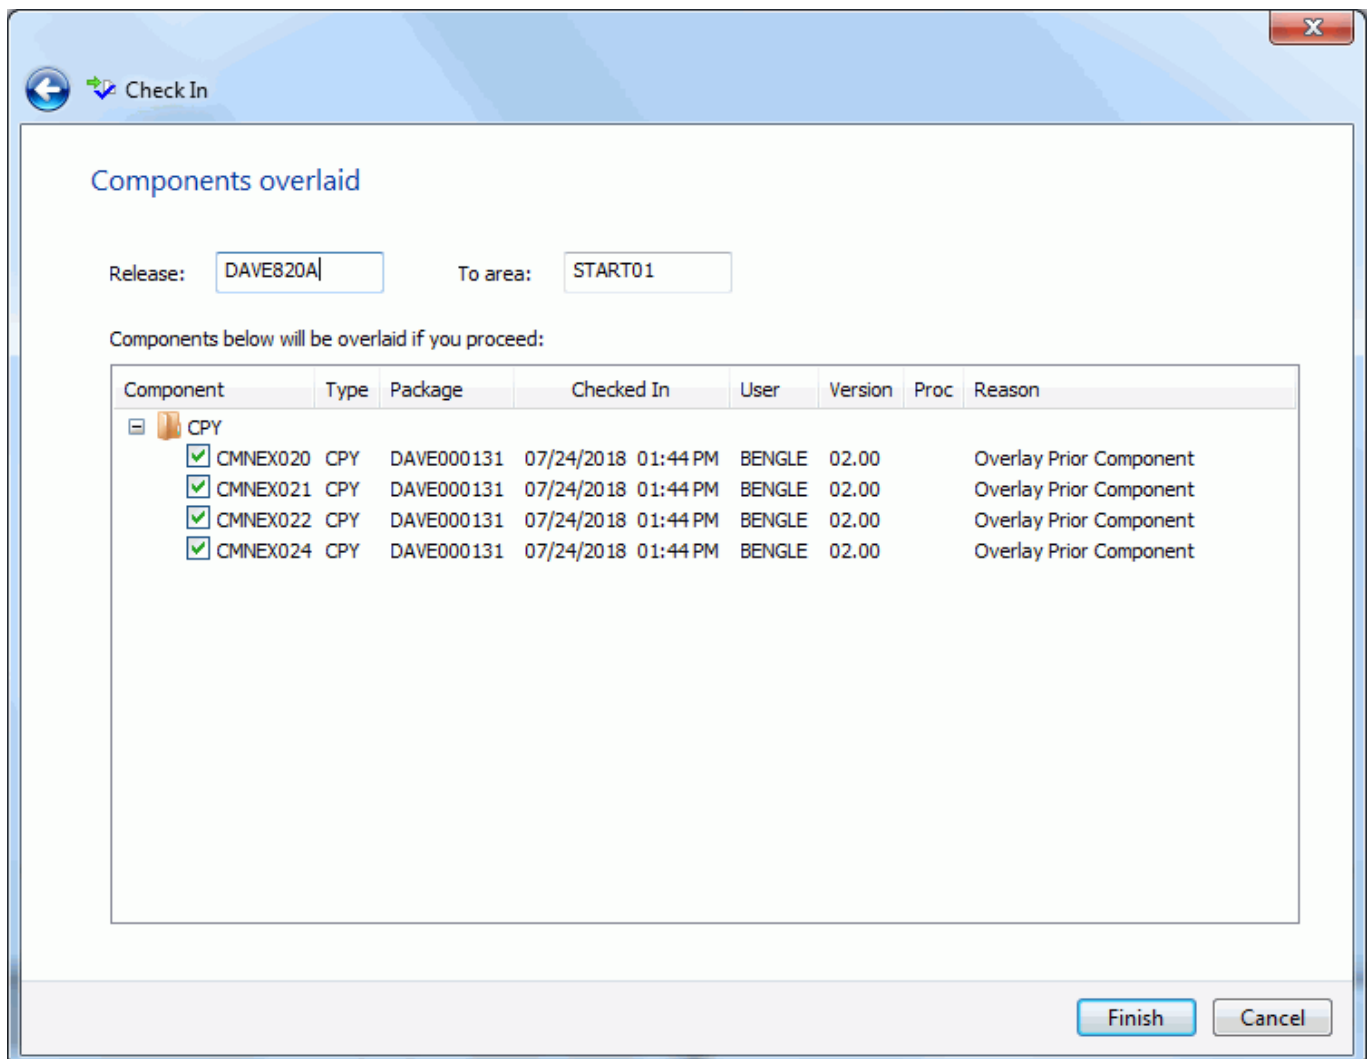 Check In
Components overlaid
Release: DAVE820A To area: START01
Components below will be overlaid if you proceed:
Component Type Package Checked In User Version Proc Reason
CPY
CMNEX020 CPY DAVE000131 07/24/2018 01:44 PM BENGLE 02.00 Overlay Prior Component
CMNEX021 CPY DAVE000131 07/24/2018 01:44 PM BENGLE 02.00 Overlay Prior Component
CMNEX022 CPY DAVE000131 07/24/2018 01:44 PM BENGLE 02.00 Overlay Prior Component
CMNEX024 CPY DAVE000131 07/24/2018 01:44 PM BENGLE 02.00 Overlay Prior Component
Finish Cancel